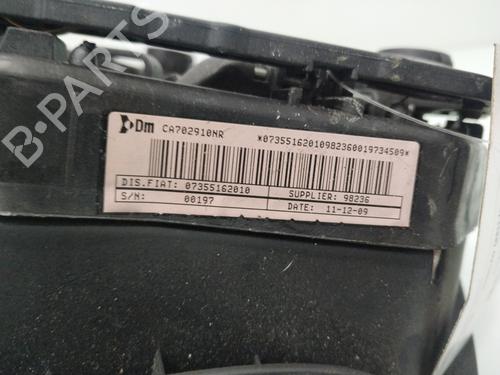 Dm CA702910NR *07355162010982360019734509*
DIS.FIAT: 07355162010 SUPPLIER: 98236
S/N: 00197 DATE: 11-12-09
B-PARTS